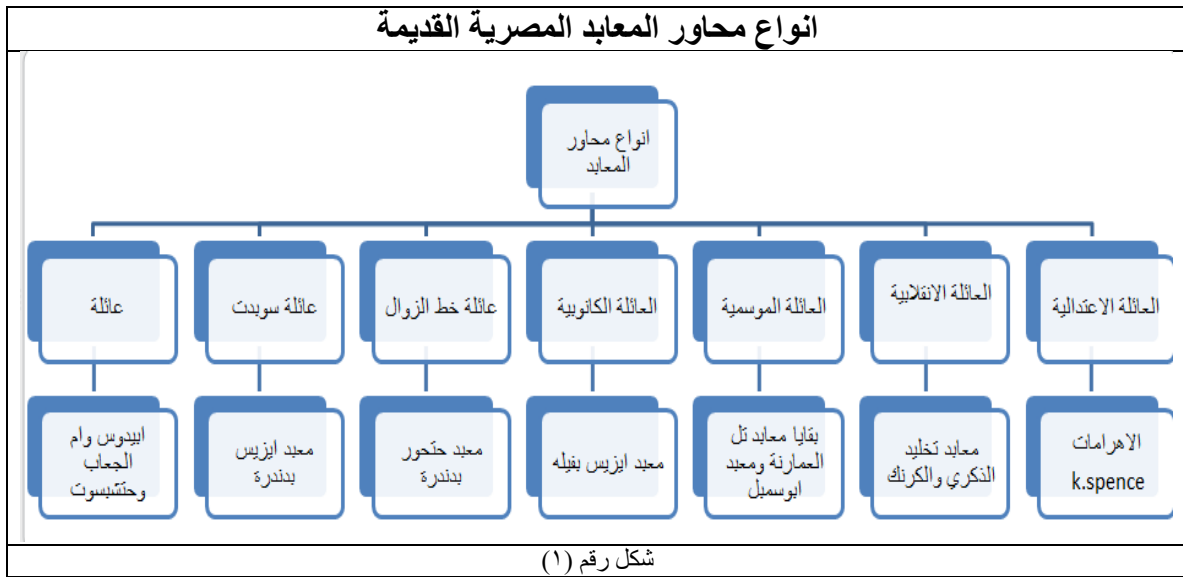 انواع محاور المعابد المصرية القديمة
انواع محاور
المعابد
العائلة الاعتدالية
العائلة الانقلابية
العائلة الموسمية
العائلة الكانوبية
عائلة خط الزوال
عائلة سوبدت
عائلة
الاهرامات
k.spence
معابد تخليد
الذكري والكرنك
بقايا معابد تل
العمارنة ومعبد
ابوسمبل
معبد ايزيس بفيله
معبد حتحور
بدندرة
معبد ايزيس
بدندرة
ابيدوس وام
الجعاب
وحتشبسوت
شكل رقم (١)